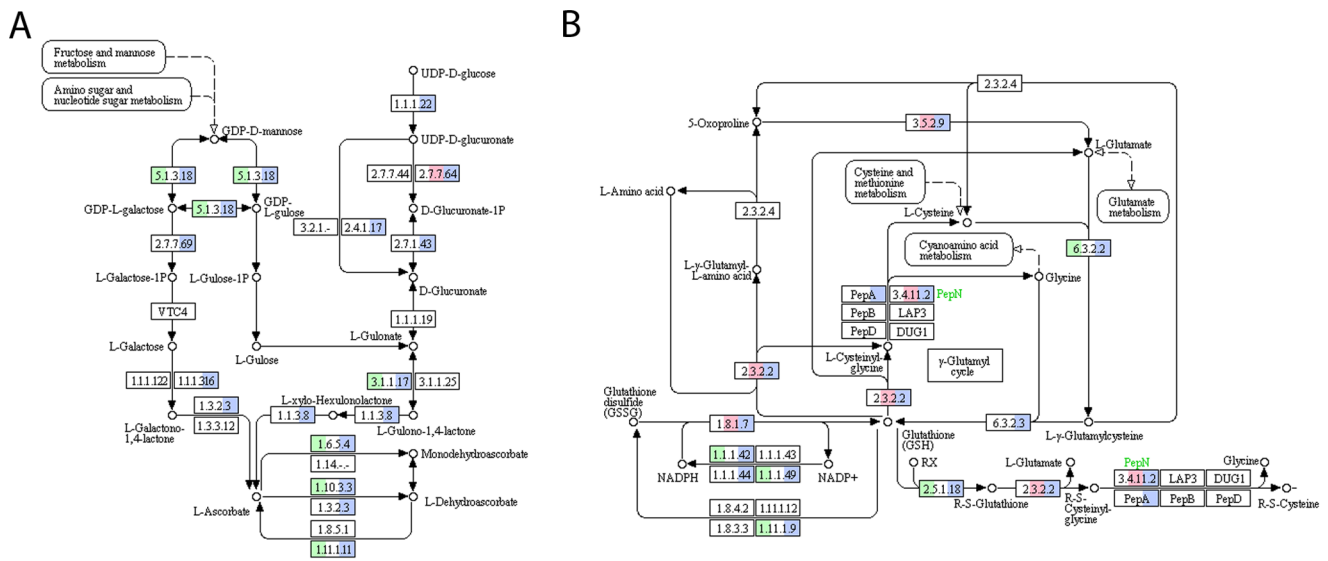 A
Fructose and mannose
metabolism
Amino sugar and
nucleotide sugar metabolism
UDP-D-glucose
1.1.1.22
GDP-D-mannose
UDP-D-glucuronate
5.1.3.18
5.1.3.18
2.7.7.44
2.7.7.64
GDP-L-galactose
5.1.3.18
GDP-
L-gulose
D-Glucuronate-1P
3.2.1.-
2.4.1.17
2.7.7.69
2.7.1.43
L-Galactose-1P
L-Gulose-1P
D-Glucuronate
VTC4
1.1.1.19
L-Galactose
L-Gulose
L-Gulonate
1.1.1.122
1.1.1.316
3.1.1.17
3.1.1.25
L-xylo-Hexulonolactone
1.3.2.3
1.1.3.8
1.1.3.8
1.3.3.12
L-Galactono-
1,4-lactone
L-Gulono-1,4-lactone
1.6.5.4
Monodehydroascorbate
1.14.-.-
1.10.3.3
L-Dehydroascorbate
L-Ascorbate
1.3.2.3
1.8.5.1
1.11.1.11
B
2.3.2.4
5-Oxoproline
3.5.2.9
L-Glutamate
Cysteine and
methionine
metabolism
L-Amino acid
Glutamate
metabolism
2.3.2.4
L-Cysteine
Cyanoamino acid
metabolism
6.3.2.2
L-γ-Glutamyl-
L-amino acid
Glycine
PepA
3.4.11.2
PepN
PepB
LAP3
PepD
DUG1
L-Cysteinyl-
glycine
γ-Glutamyl
cycle
2.3.2.2
2.3.2.2
Glutathione
disulfide
(GSSG)
1.8.1.7
6.3.2.3
Glutathione
(GSH)
L-γ-Glutamylcysteine
1.1.1.42
1.1.1.43
NADPH
1.1.1.44
1.1.1.49
NADP+
RX
L-Glutamate
PepN
Glycine
3.4.11.2
LAP3
DUG1
2.5.1.18
2.3.2.2
PepA
PepB
PepD
R-S-Glutathione
R-S-
Cysteinyl-
glycine
R-S-Cysteine
1.8.4.2
1.11.1.12
1.8.3.3
1.11.1.9